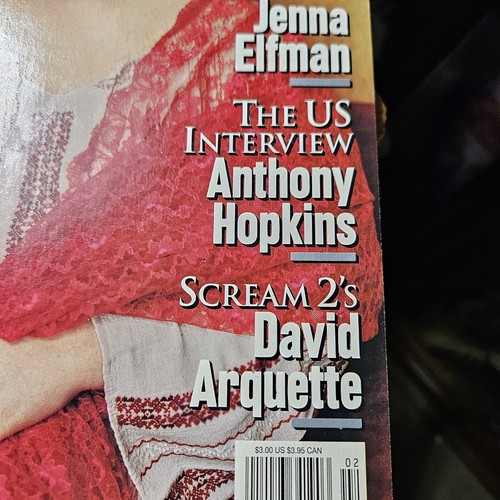 Jenna
Elfman
THE US
INTERVIEW
Anthony
Hopkins
SCREAM 2'S
David
Arquette
$3.00 US $3.95 CAN
02